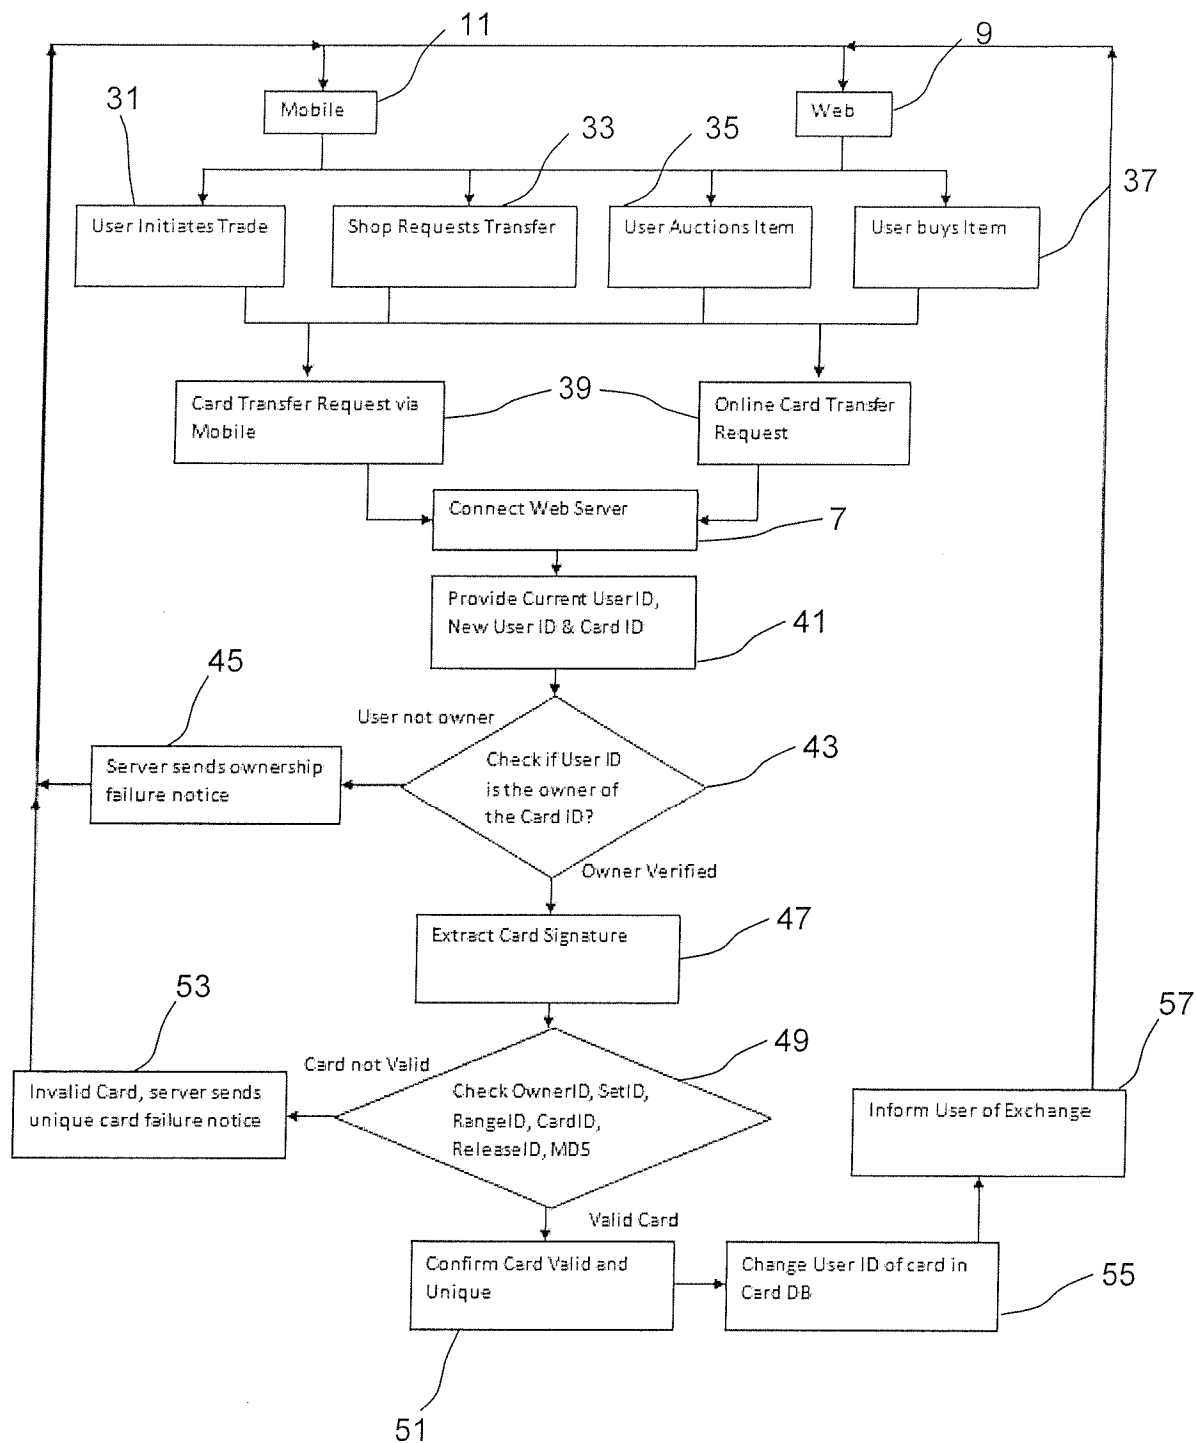 11
9
Mobile
Web
31
33
35
37
User Initiates Trade
Shop Requests Transfer
User Auctions Item
User buys Item
39
Card Transfer Request via
Mobile
Online Card Transfer
Request
Connect Web Server
7
Provide Current User ID,
New User ID & Card ID
41
45
User not owner
Server sends ownership
failure notice
Check if User ID
is the owner of
the Card ID?
43
Owner Verified
Extract Card Signature
47
53
49
57
Card not Valid
Invalid Card, server sends
unique card failure notice
Check OwnerID, SetID,
RangeID, CardID,
ReleaseID, MD5
Inform User of Exchange
Valid Card
Confirm Card Valid and
Unique
Change User ID of card in
Card DB
55
51